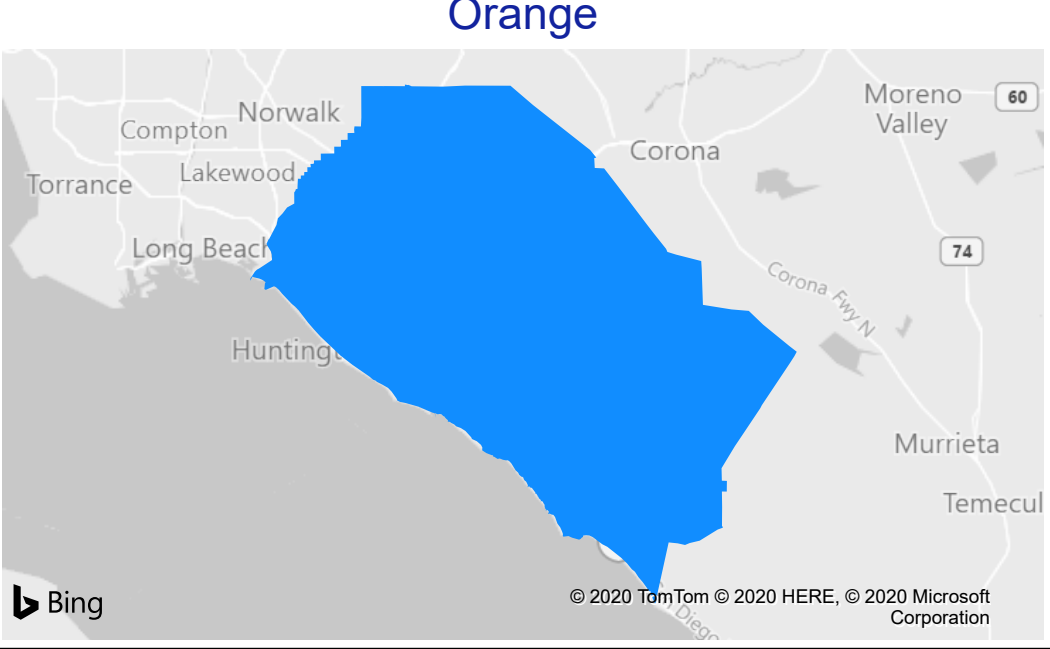 Orange
Norwalk
Compton
Lakewood
Torrance
Long Beach
Huntingt
Corona
Moreno
Valley
60
74
Corona Fwy N
Murrieta
Temecul
Bing
© 2020 TomTom © 2020 HERE, © 2020 Microsoft
Corporation
n Diego